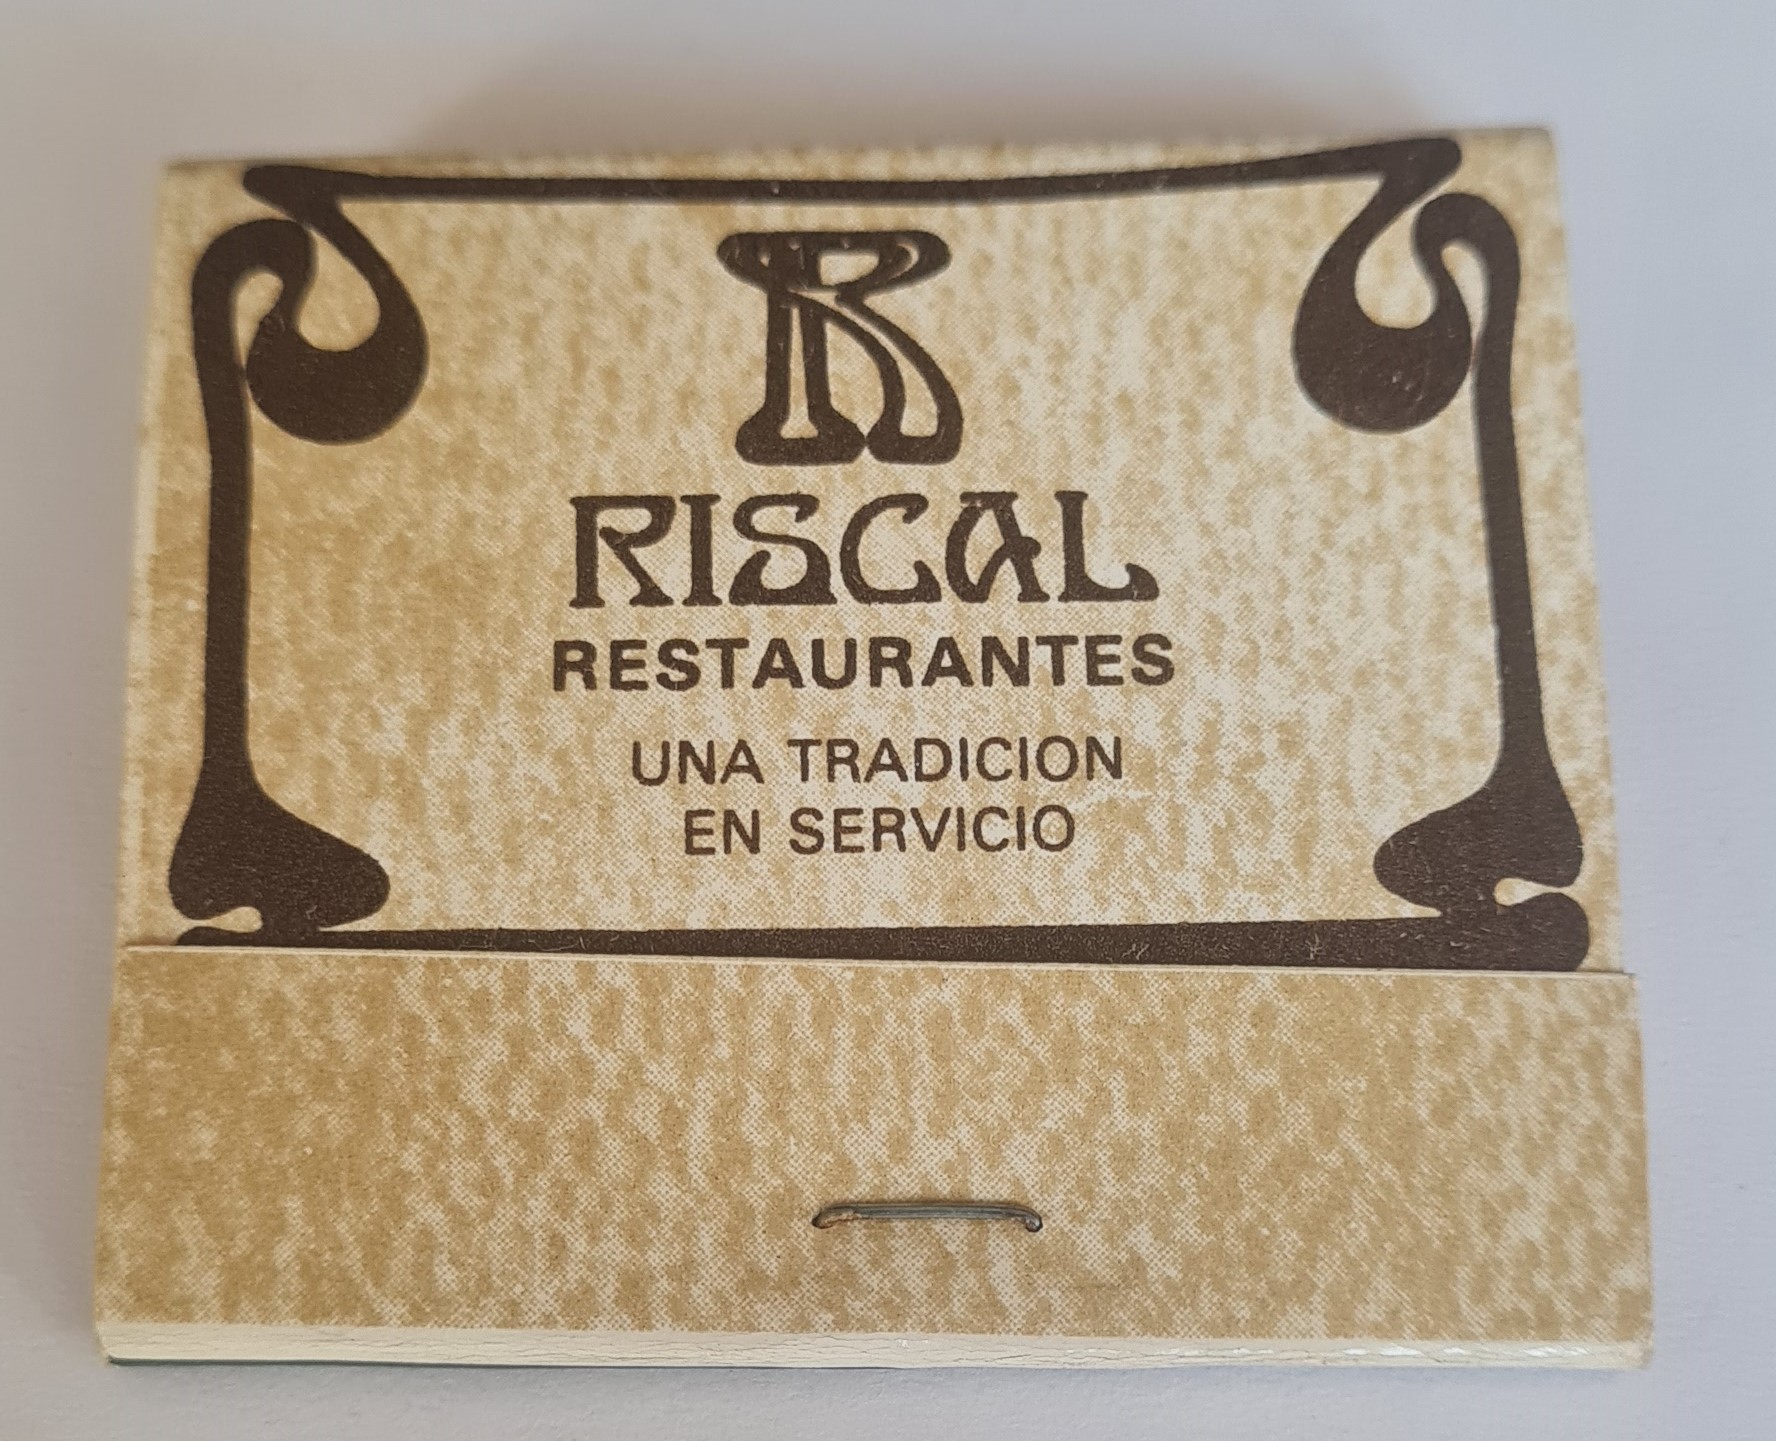 R
RISCAL
RESTAURANTES
UNA TRADICION
EN SERVICIO